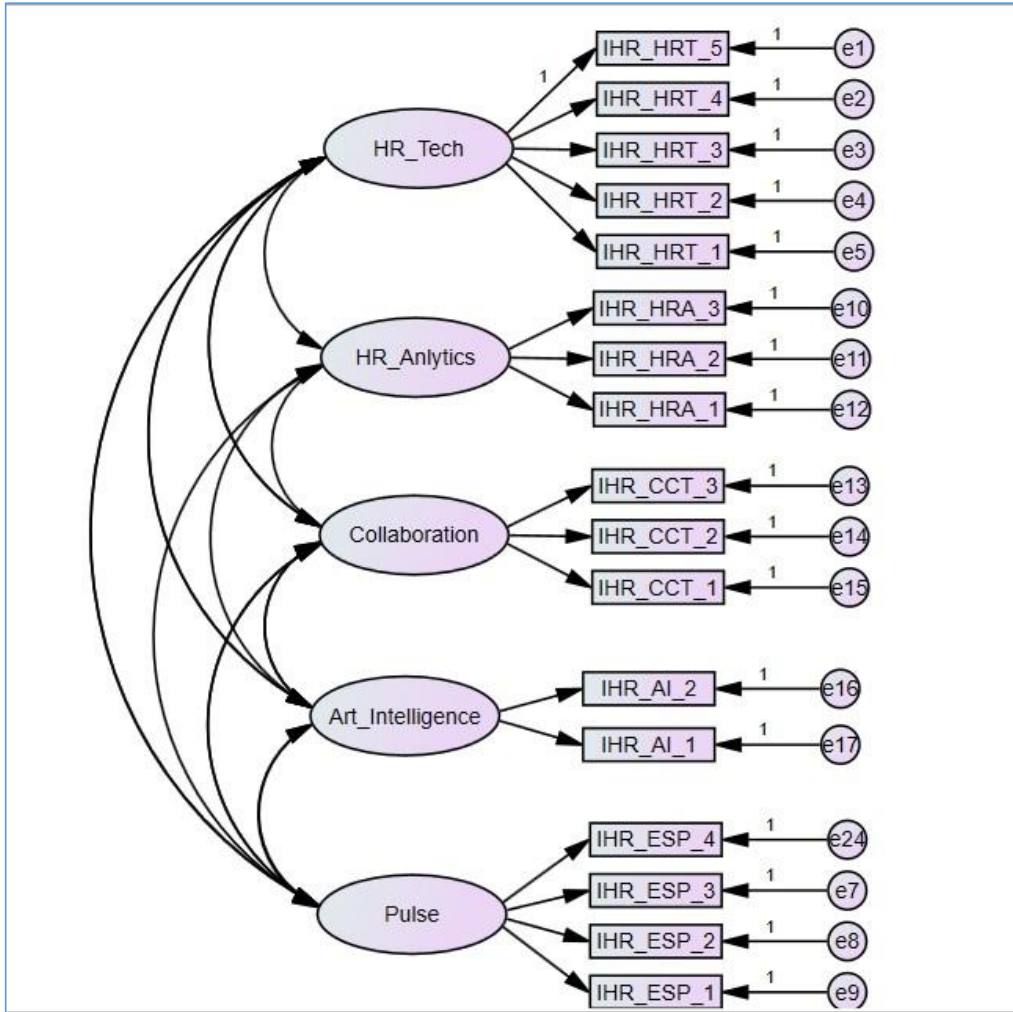 IHR_HRT_5 1 e1
1
IHR_HRT_4 1 e2
HR_Tech
IHR_HRT_3 1 e3
IHR_HRT_2 1 e4
IHR_HRT_1 1 e5
IHR_HRA_3 1 e10
HR_Anlytics
IHR_HRA_2 1 e11
IHR_HRA_1 1 e12
IHR_CCT_3 1 e13
Collaboration
IHR_CCT_2 1 e14
IHR_CCT_1 1 e15
IHR_AI_2 1 e16
Art_Intelligence
IHR_AI_1 1 e17
IHR_ESP_4 1 e24
IHR_ESP_3 1 e7
Pulse
IHR_ESP_2 1 e8
IHR_ESP_1 1 e9